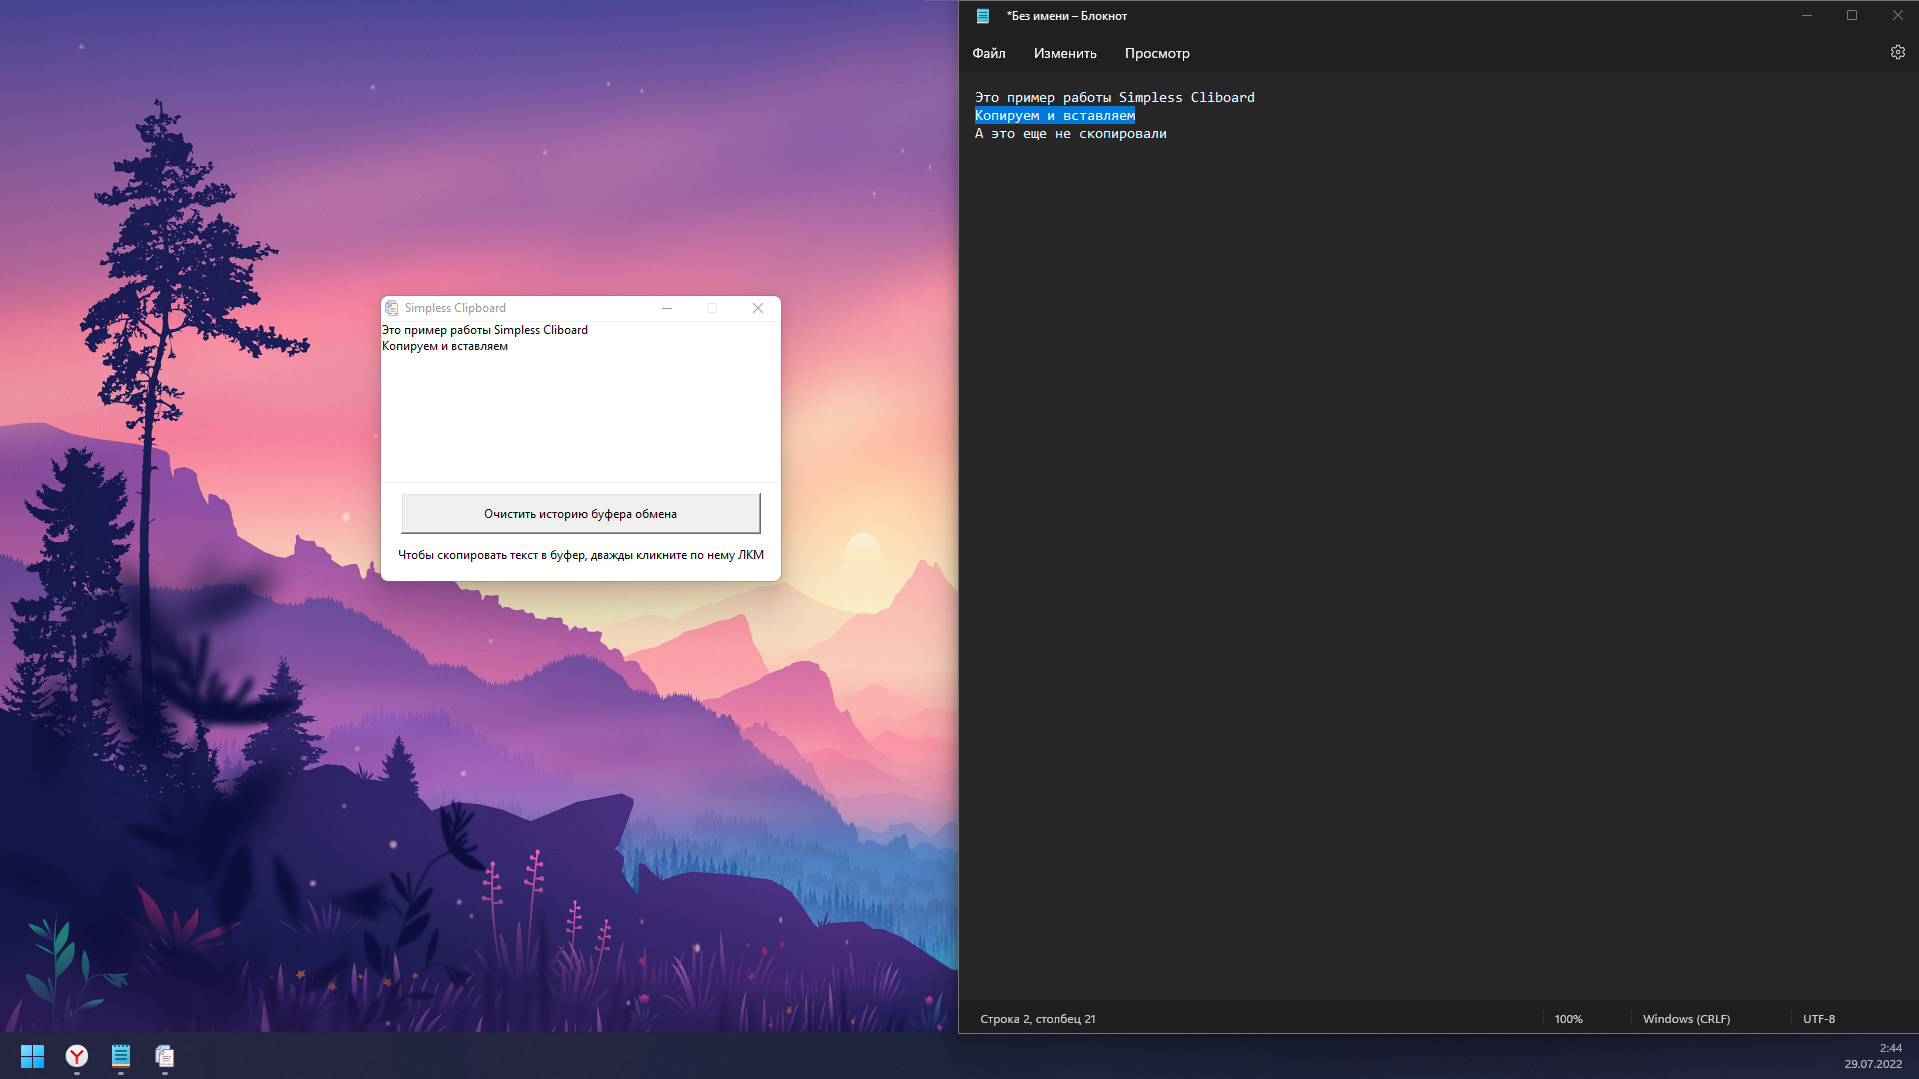 Simpless Clipboard
Это пример работы Simpless Cliboard
Копируем и вставляем
Очистить историю буфера обмена
Чтобы скопировать текст в буфер, дважды кликните по нему ЛКМ
*Без имени – Блокнот
Файл Изменить Просмотр
Это пример работы Simpless Cliboard
Копируем и вставляем
А это еще не скопировали
Строка 2, столбец 21 100% Windows (CRLF) UTF-8
2:44
29.07.2022